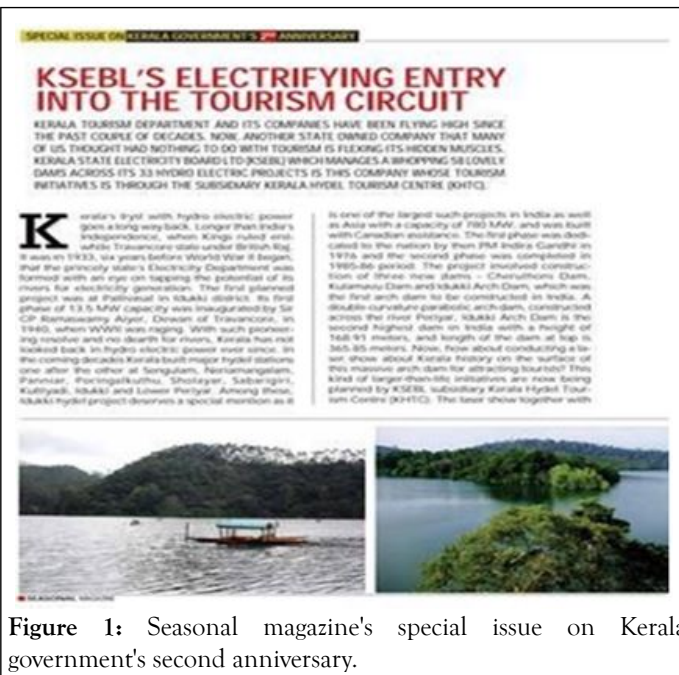 SPECIAL ISSUE ON KERALA GOVERNMENT'S 2ND ANNIVERSARY
KSEBL'S ELECTRIFYING ENTRY
INTO THE TOURISM CIRCUIT
KERALA TOURISM DEPARTMENT AND ITS COMPANIES HAVE BEEN FLYING HIGH SINCE
THE PAST COUPLE OF DECADES. NOW, ANOTHER STATE OWNED COMPANY THAT MANY
OF US THOUGHT HAD NOTHING TO DO WITH TOURISM IS FLEXING ITS HIDDEN MUSCLES.
KERALA STATE ELECTRICITY BOARD LTD (KSEBL) WHICH MANAGES A WHOPPING 58 LOVELY
DAMS ACROSS ITS 33 HYDRO ELECTRIC PROJECTS IS THIS COMPANY WHOSE TOURISM
INITIATIVES IS THROUGH THE SUBSIDIARY KERALA HYDEL TOURISM CENTRE (KHTC).
Kerala's tryst with hydro electric power
goes a long way back. Longer than India's
Independence, when Kings ruled erst-
while Travancore state under British Raj.
It was in 1933, six years before World War II began,
that the princely state's Electricity Department was
formed with an eye on tapping the potential of its
rivers for electricity generation. The first planned
project was at Pallivasal in Idukki district. Its first
phase of 13.5 MW capacity was inaugurated by Sir
CP Ramaswamy Aiyer, Dewan of Travancore, in
1940, when WWII was raging. With such pioneer-
ing resolve and no dearth for rivers, Kerala has not
looked back in hydro electric power ever since. In
the coming decades Kerala built major hydel stations
one after the other at Sengulam, Neriamangalam,
Panniar, Poringalkuthu, Sholayar, Sabarigiri,
Kuttiyadi, Idukki and Lower Periyar. Among these,
Idukki hydel project deserves a special mention as it
is one of the largest such projects in India as well
as Asia with a capacity of 780 MW, and was built
with Canadian assistance. The first phase was dedi-
cated to the nation by then PM Indira Gandhi in
1976 and the second phase was completed in
1985-86 period. The project involved construc-
tion of three new dams - Cheruthoni Dam,
Kulamavu Dam and Idukki Arch Dam, which was
the first arch dam to be constructed in India. A
double curvature parabolic arch dam, constructed
across the river Periyar, Idukki Arch Dam is the
second highest dam in India with a height of
168.91 meters, and length of the dam at top is
365.85 meters. Now, how about conducting a la-
ser show about Kerala history on the surface of
this massive arch dam for attracting tourists? This
kind of larger-than-life initiatives are now being
planned by KSEBL subsidiary Kerala Hydel Tour-
ism Centre (KHTC). The laser show together with
SEASONAL MAGAZINE
Figure 1: Seasonal magazine's special issue on Kerala
government's second anniversary.